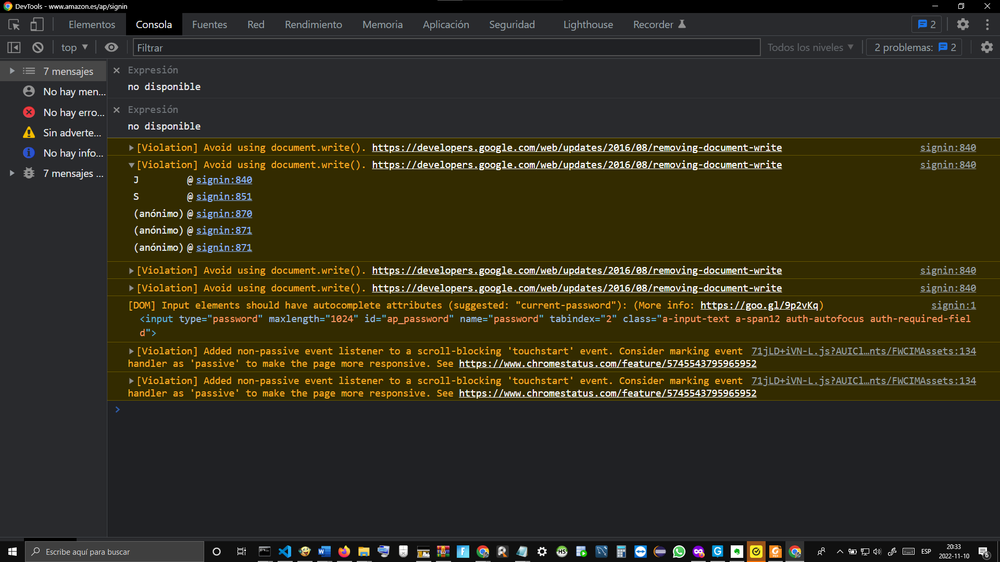 DevTools - www.amazon.es/ap/signin
Elementos Consola Fuentes Red Rendimiento Memoria Aplicación Seguridad Lighthouse Recorder 2
top Filtrar Todos los niveles 2 problemas: 2
7 mensajes
No hay men...
No hay erro...
Sin adverte...
No hay info...
7 mensajes ...
Expresión
no disponible
Expresión
no disponible
[Violation] Avoid using document.write(). https://developers.google.com/web/updates/2016/08/removing-document-write signin:840
[Violation] Avoid using document.write(). https://developers.google.com/web/updates/2016/08/removing-document-write signin:840
J @ signin:840
S @ signin:851
(anónimo) @ signin:870
(anónimo) @ signin:871
(anónimo) @ signin:871
[Violation] Avoid using document.write(). https://developers.google.com/web/updates/2016/08/removing-document-write signin:840
[Violation] Avoid using document.write(). https://developers.google.com/web/updates/2016/08/removing-document-write signin:840
[DOM] Input elements should have autocomplete attributes (suggested: "current-password"): (More info: https://goo.gl/9p2vKq) signin:1
<input type="password" maxlength="1024" id="ap_password" name="password" tabindex="2" class="a-input-text a-span12 auth-autofocus auth-required-fiel
d">
[Violation] Added non-passive event listener to a scroll-blocking 'touchstart' event. Consider marking event 71jLD+iVN-L.js?AUICl…nts/FWCIMAssets:134
handler as 'passive' to make the page more responsive. See https://www.chromestatus.com/feature/5745543795965952
[Violation] Added non-passive event listener to a scroll-blocking 'touchstart' event. Consider marking event 71jLD+iVN-L.js?AUICl…nts/FWCIMAssets:134
handler as 'passive' to make the page more responsive. See https://www.chromestatus.com/feature/5745543795965952
Escribe aquí para buscar
ESP
20:33
2022-11-10
6